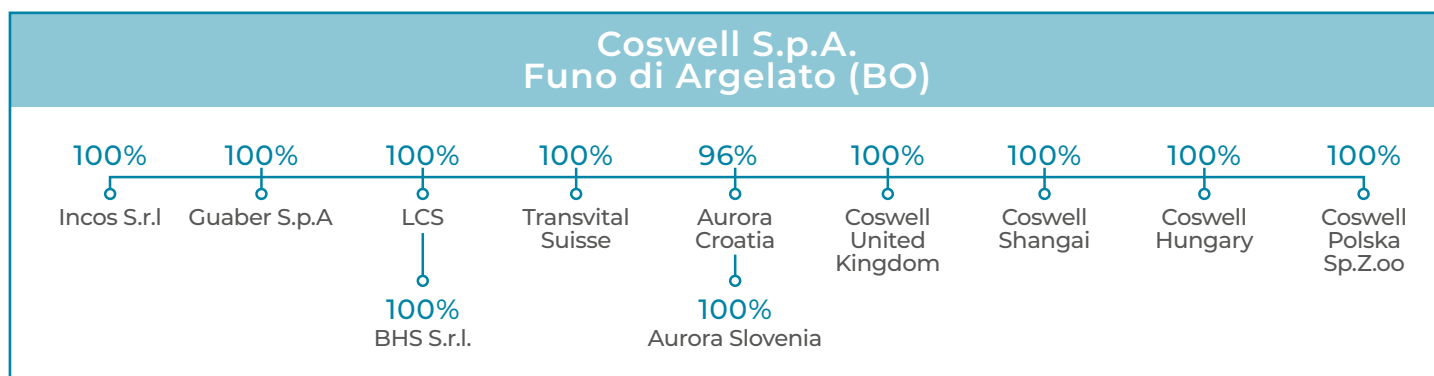 Coswell S.p.A.
Funo di Argelato (BO)
100% 100% 100% 100% 96% 100% 100% 100% 100%
Incos S.r.l
Guaber S.p.A
LCS
Transvital
Suisse
Aurora
Croatia
Coswell
United
Kingdom
Coswell
Shangai
Coswell
Hungary
Coswell
Polska
Sp.Z.oo
100%
BHS S.r.l.
100%
Aurora Slovenia